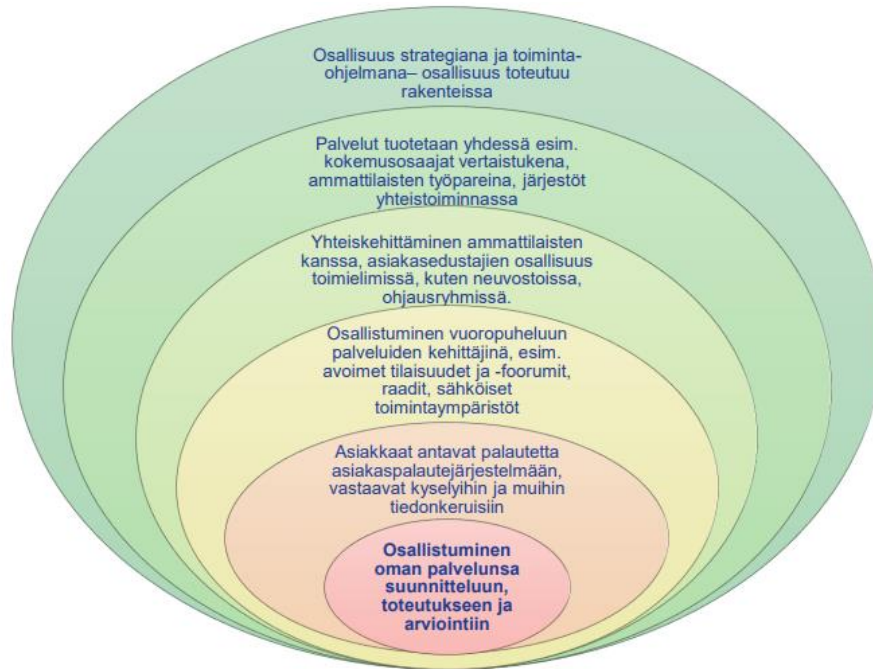 Osallisuus strategiana ja toiminta-
ohjelmana– osallisuus toteutuu
rakenteissa
Palvelut tuotetaan yhdessä esim.
kokemusosaajat vertaistukena,
ammattilaisten työpareina, järjestöt
yhteistoiminnassa
Yhteiskehittäminen ammattilaisten
kanssa, asiakasedustajien osallisuus
toimielimissä, kuten neuvostoissa,
ohjausryhmissä.
Osallistuminen vuoropuheluun
palveluiden kehittäjinä, esim.
avoimet tilaisuudet ja -foorumit,
raadit, sähköiset
toimintaympäristöt
Asiakkaat antavat palautetta
asiakaspalautejärjestelmään,
vastaavat kyselyihin ja muihin
tiedonkeruisiin
Osallistuminen
oman palvelunsa
suunnitteluun,
toteutukseen ja
arviointiin